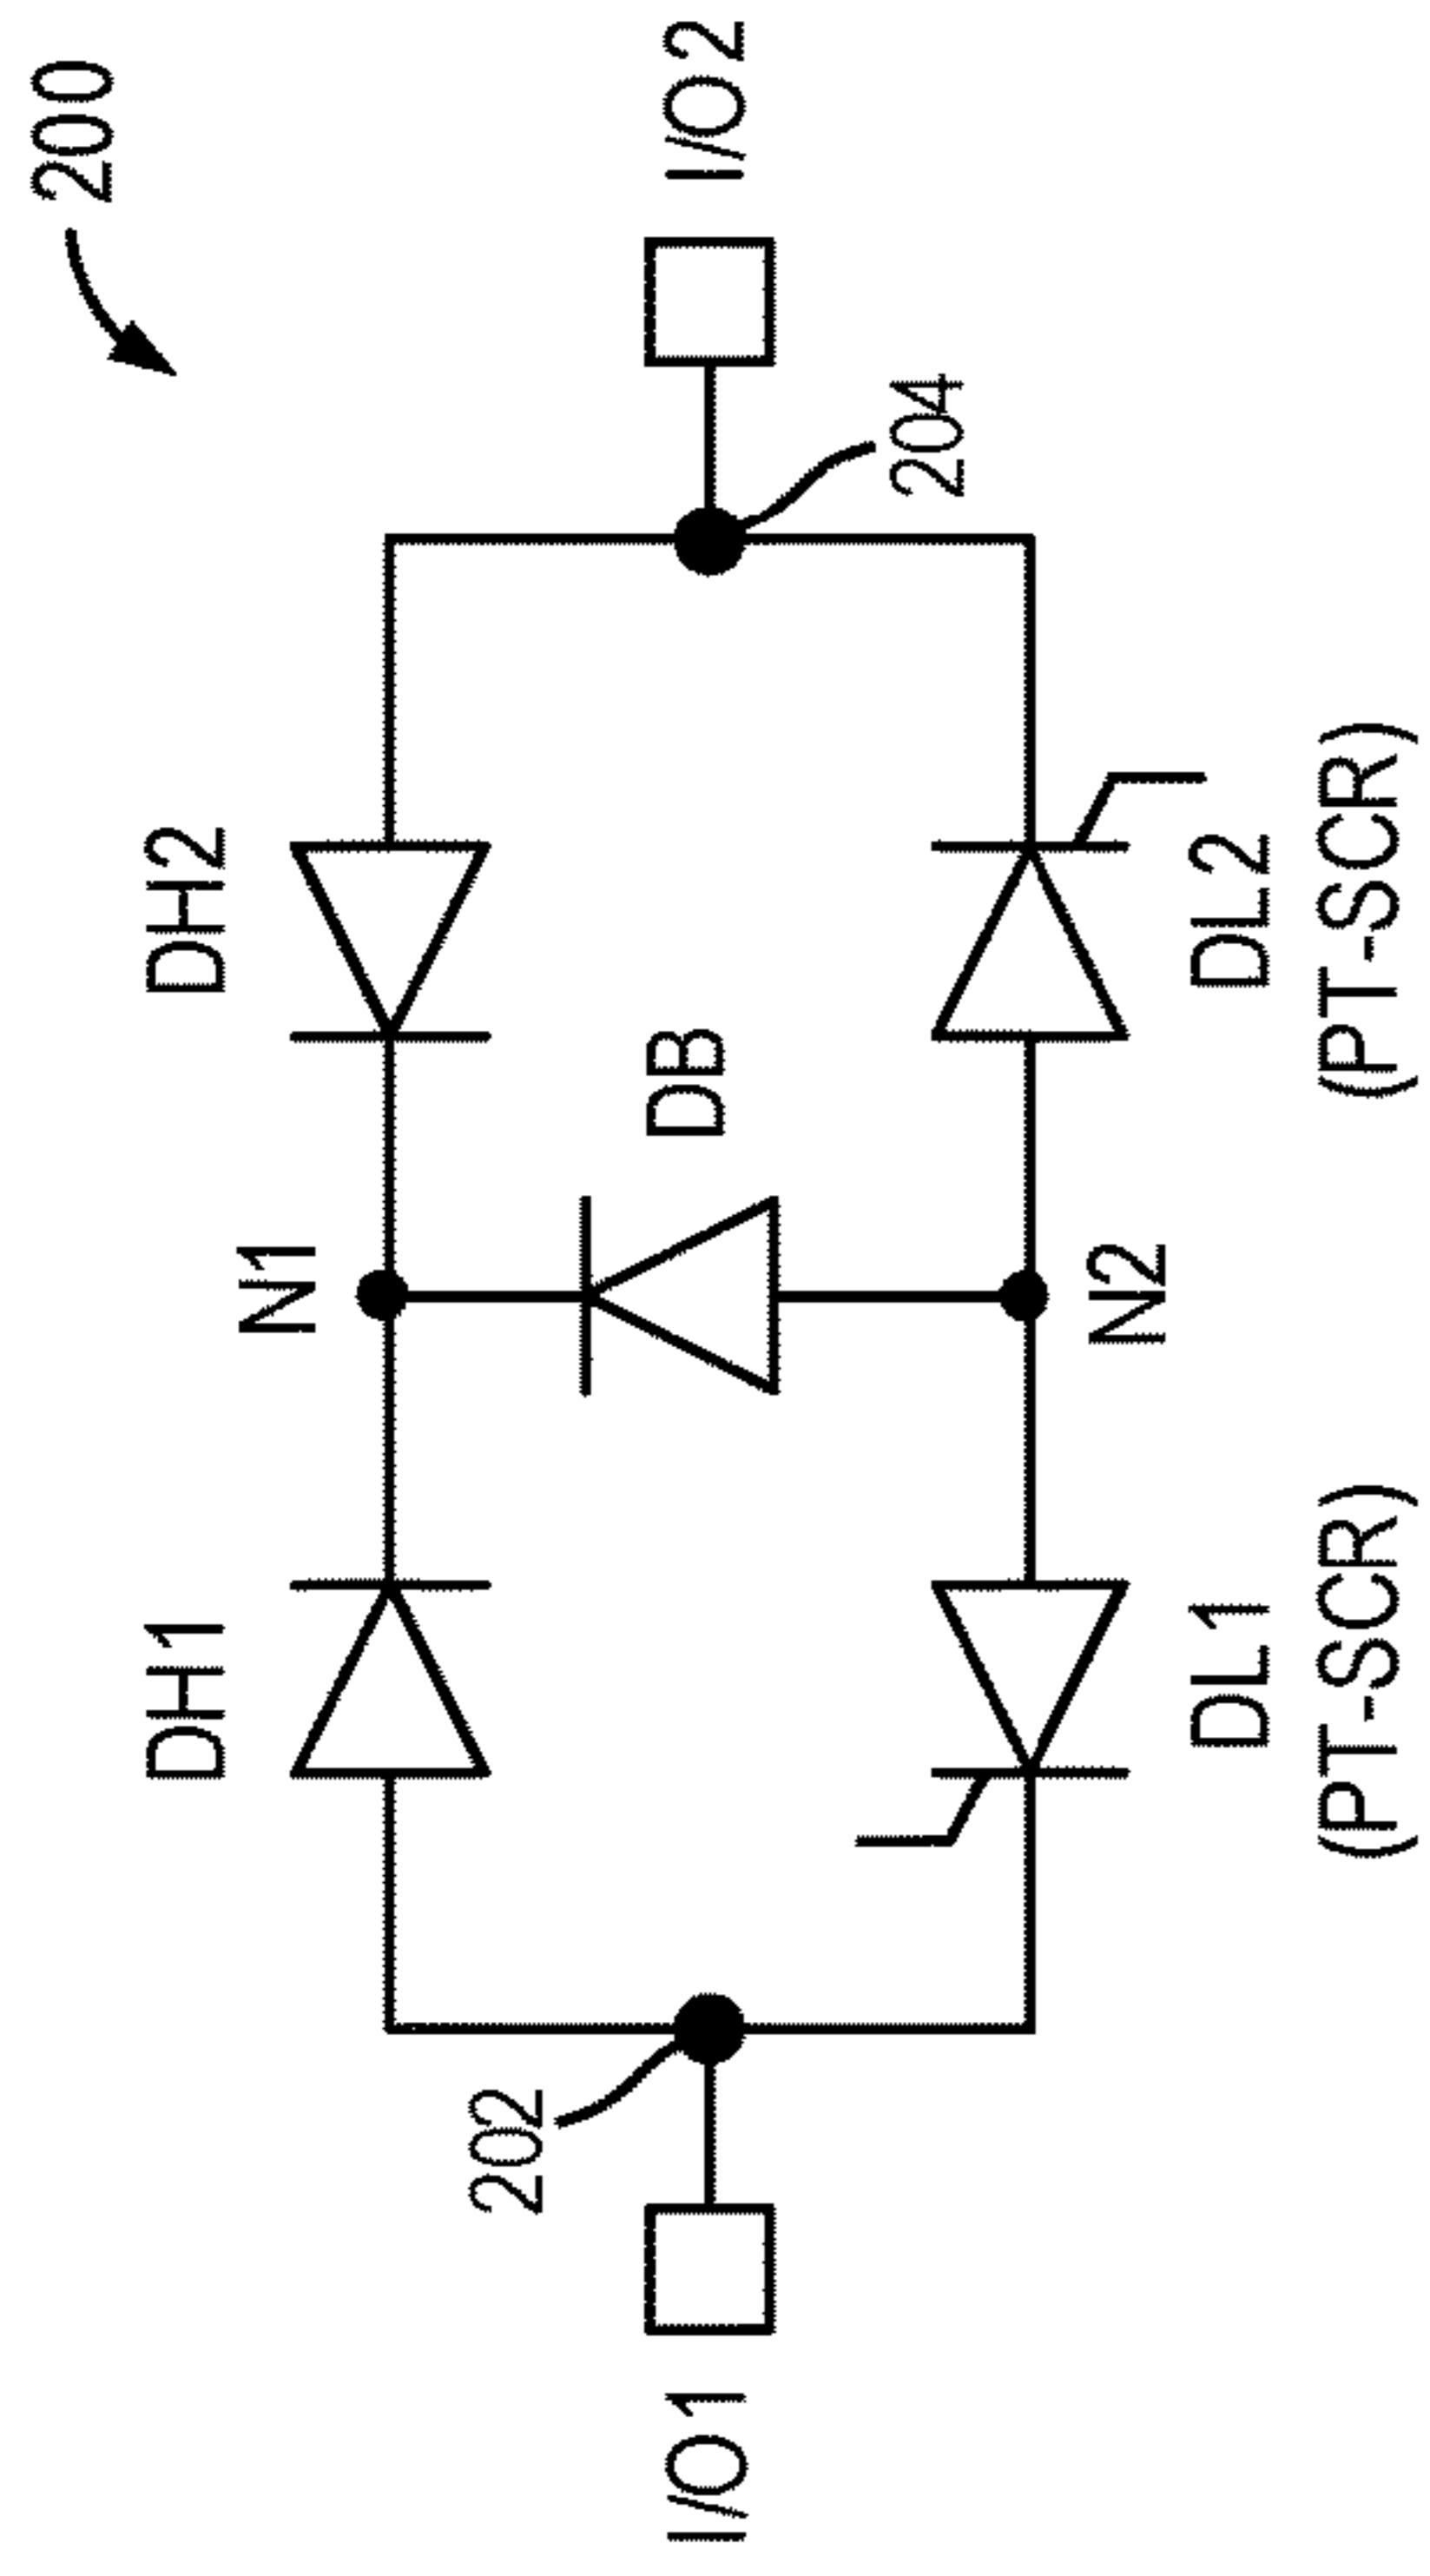 200
DH1
DH2
N1
202
I/O1
DB
I/O2
204
N2
DL1
(PT-SCR)
DL2
(PT-SCR)